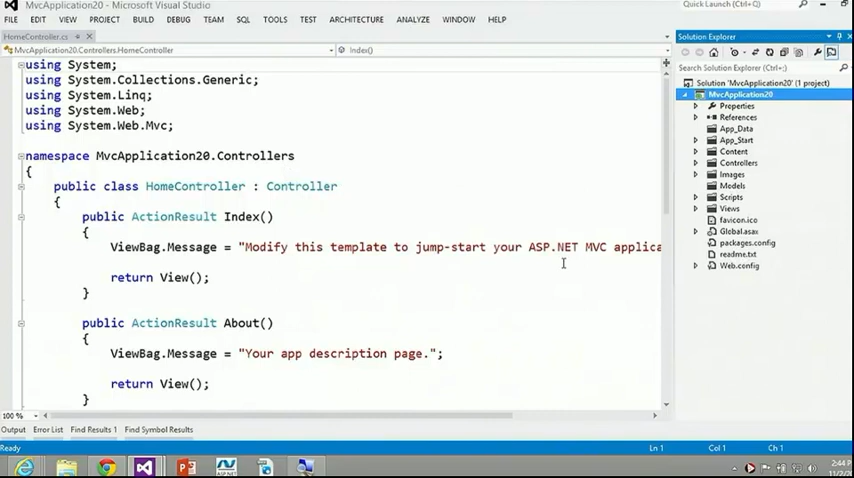 MvcApplication20 - Microsoft Visual Studio
Quick Launch (Ctrl+Q)
FILE EDIT VIEW PROJECT BUILD DEBUG TEAM SQL TOOLS TEST ARCHITECTURE ANALYZE WINDOW HELP
HomeController.cs
MvcApplication20.Controllers.HomeController
Index()
using System;
using System.Collections.Generic;
using System.Linq;
using System.Web;
using System.Web.Mvc;
namespace MvcApplication20.Controllers
{
public class HomeController : Controller
{
public ActionResult Index()
{
ViewBag.Message = "Modify this template to jump-start your ASP.NET MVC applica
return View();
}
public ActionResult About()
{
ViewBag.Message = "Your app description page.";
return View();
}
100 %
Solution Explorer
Search Solution Explorer (Ctrl+;)
Solution 'MvcApplication20' (1 project)
MvcApplication20
Properties
References
App_Data
App_Start
Content
Controllers
Images
Models
Scripts
Views
favicon.ico
Global.asax
packages.config
readme.txt
Web.config
Output Error List Find Results 1 Find Symbol Results
Ready
Ln 1 Col 1 Ch 1
2:44 P